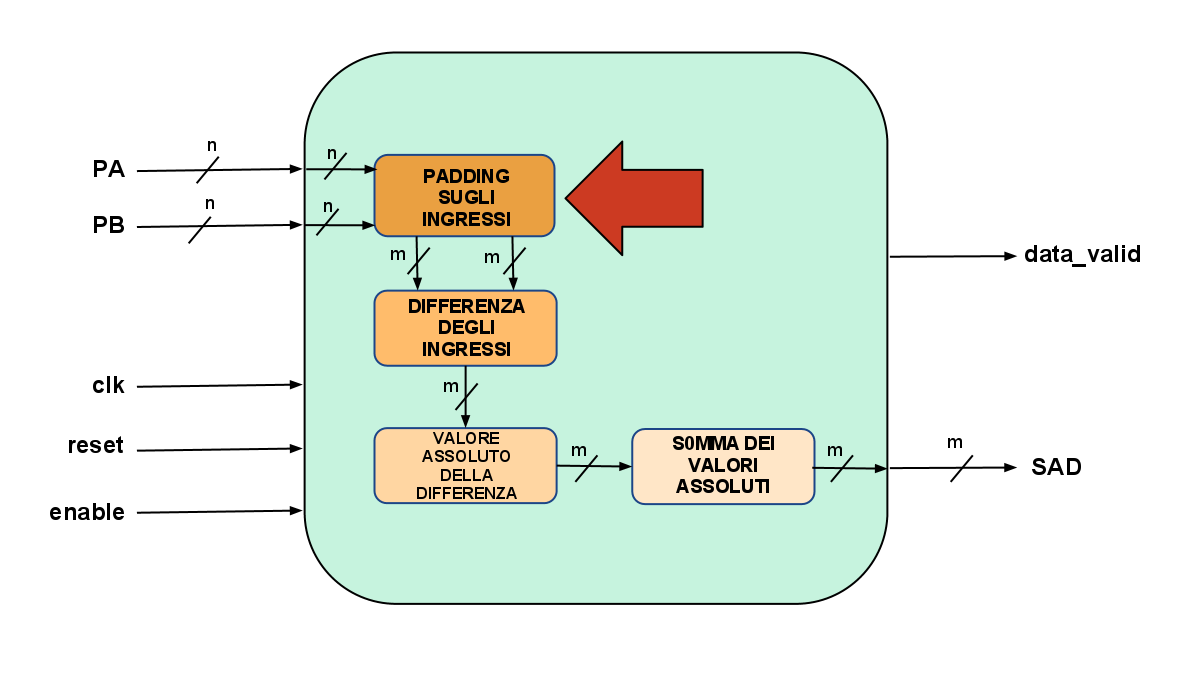 n
n
PA
PADDING
SUGLI
INGRESSI
n
n
PB
m
m
data_valid
DIFFERENZA
DEGLI
INGRESSI
clk
m
reset
VALORE
ASSOLUTO
DELLA
DIFFERENZA
m
S0MMA DEI
VALORI
ASSOLUTI
m
m
SAD
enable